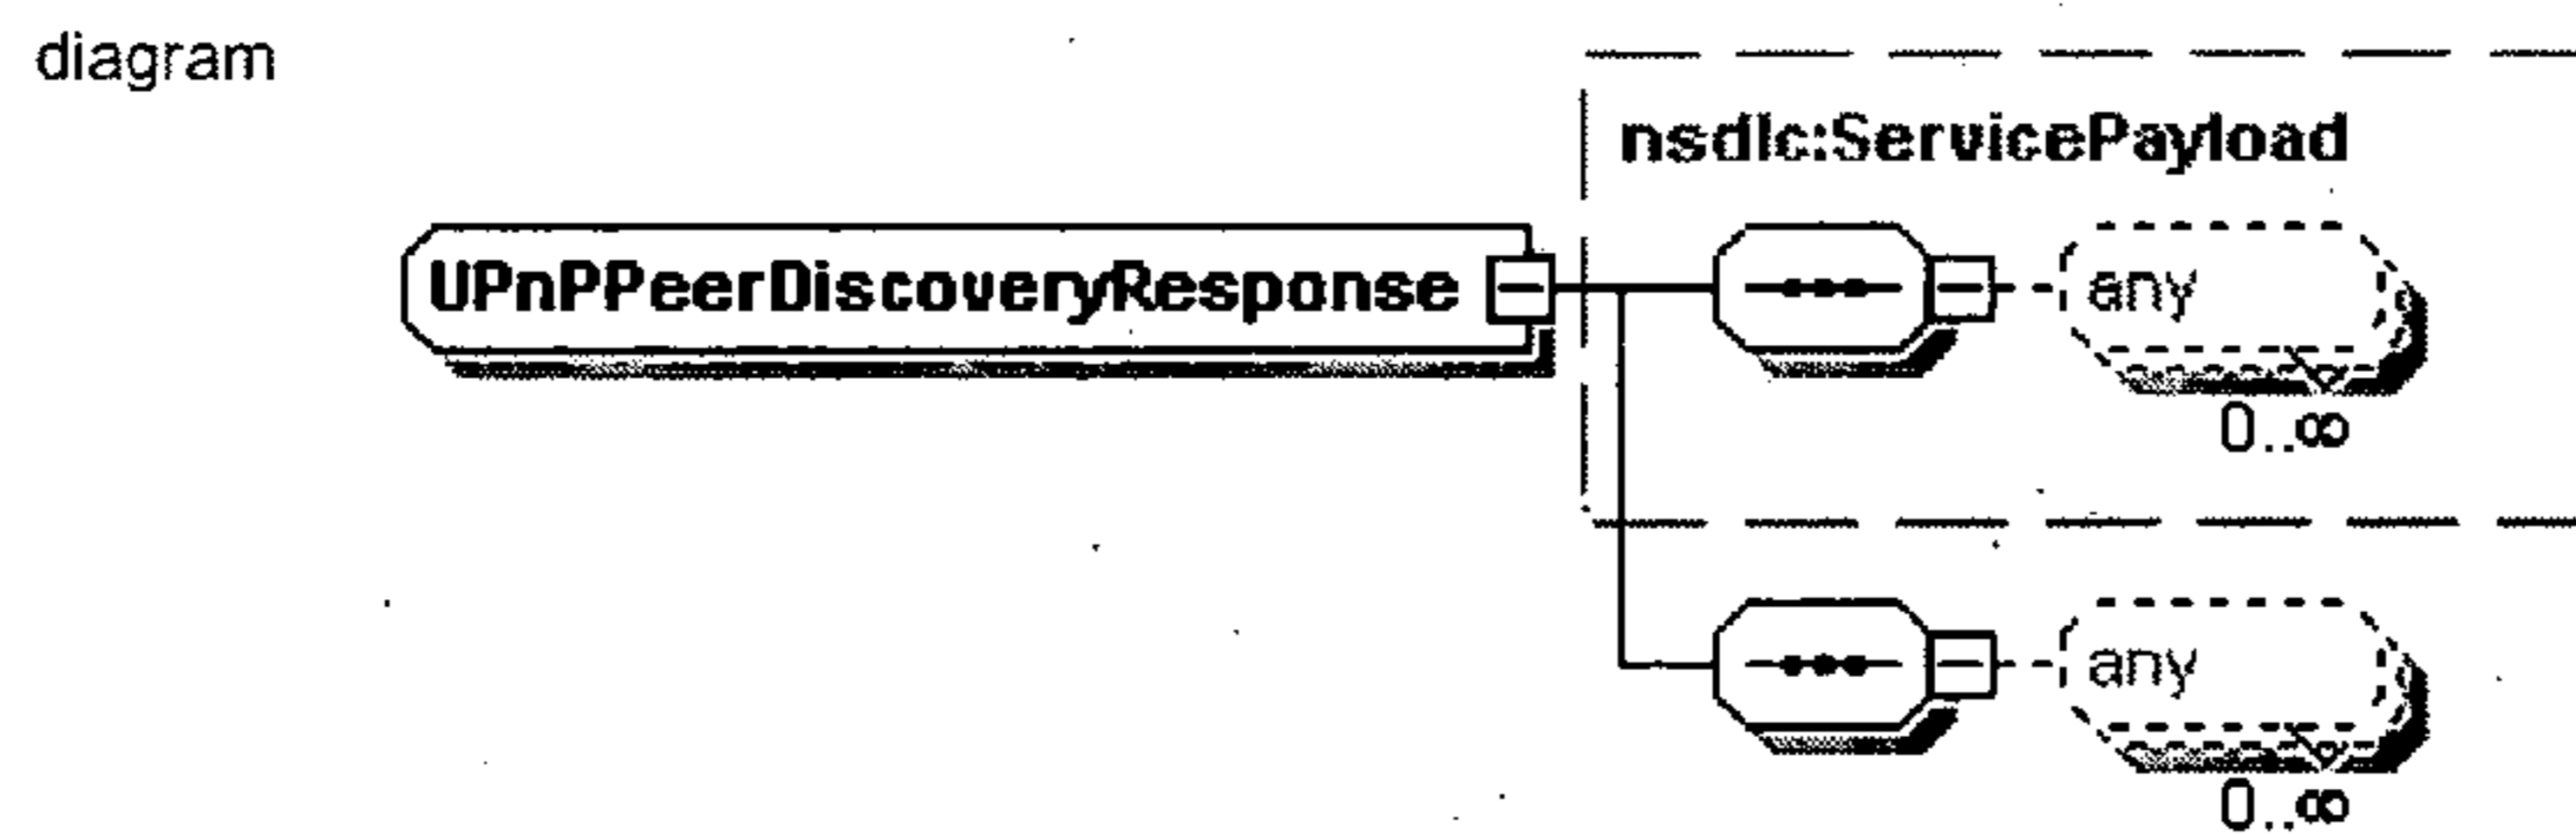 diagram
nsdlc:ServicePayload
UPnPPeerDiscoveryResponse
any
0..∞
any
0..∞